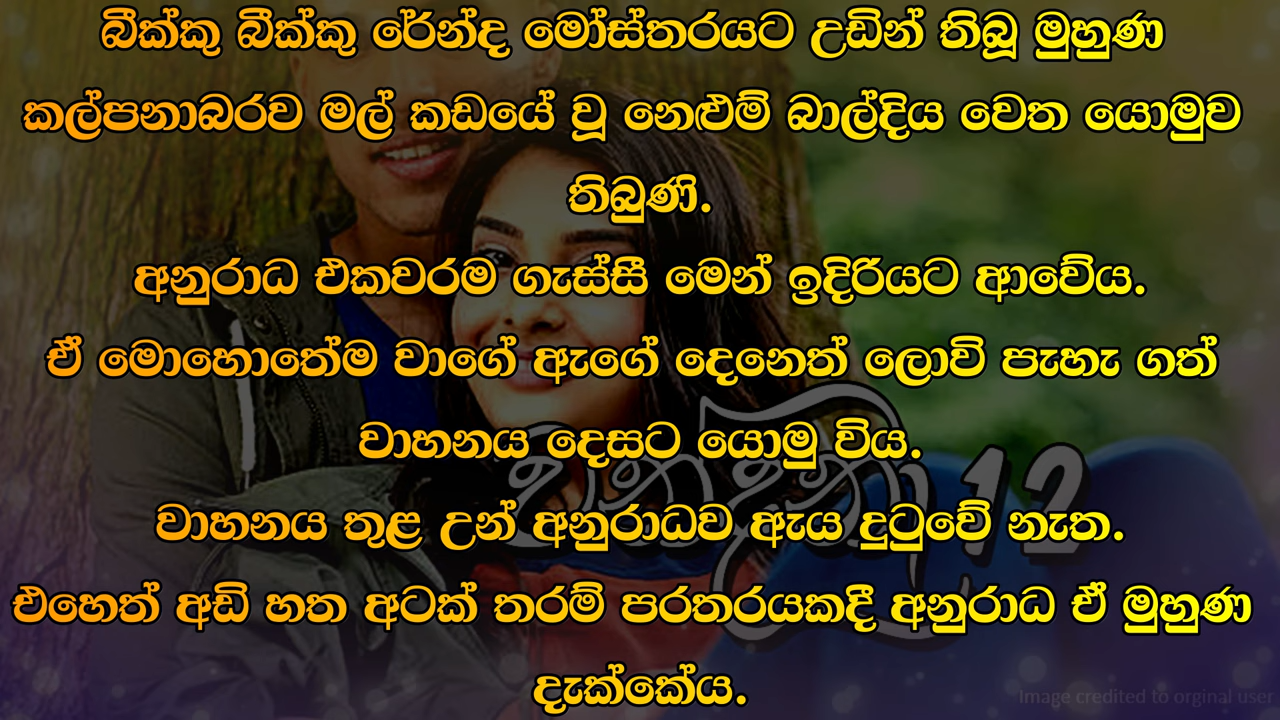 බීක්කු බීක්කු රේන්ද මෝස්තරයට උඩින් තිබූ මුහුණ
කල්පනාබරව මල් කඩයේ වූ නෙළුම් බාල්දිය වෙත යොමුව
තිබුණි.
අනුරාධ එකවරම ගැස්සී මෙන් ඉදිරියට ආවේය.
ඒ මොහොතේම වාගේ ඇගේ දෙනෙත් ලොවි පැහැ ගත්
වාහනය දෙසට යොමු විය.
වාහනය තුළ උන් අනුරාධව ඇය දුටුවේ නැත.
එහෙත් අඩි හත අටක් තරම් පරතරයකදී අනුරාධ ඒ මුහුණ
දැක්කේය.
12
Image credited to orginal user